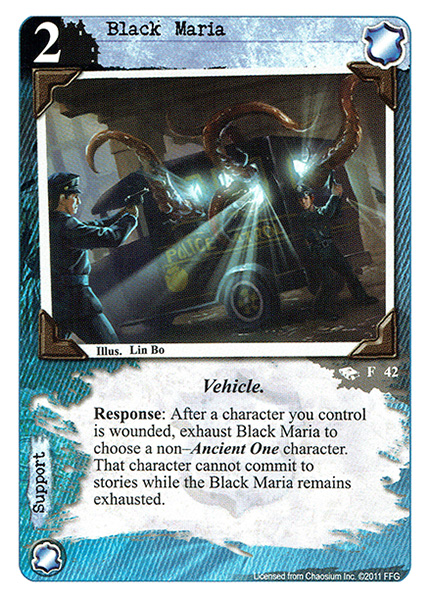 2
Black Maria
POLICE
Illus. Lin Bo
F 42
Vehicle.
Response: After a character you control
is wounded, exhaust Black Maria to
choose a non–Ancient One character.
That character cannot commit to
stories while the Black Maria remains
exhausted.
Support
Licensed from Chaosium Inc. ©2011 FFG